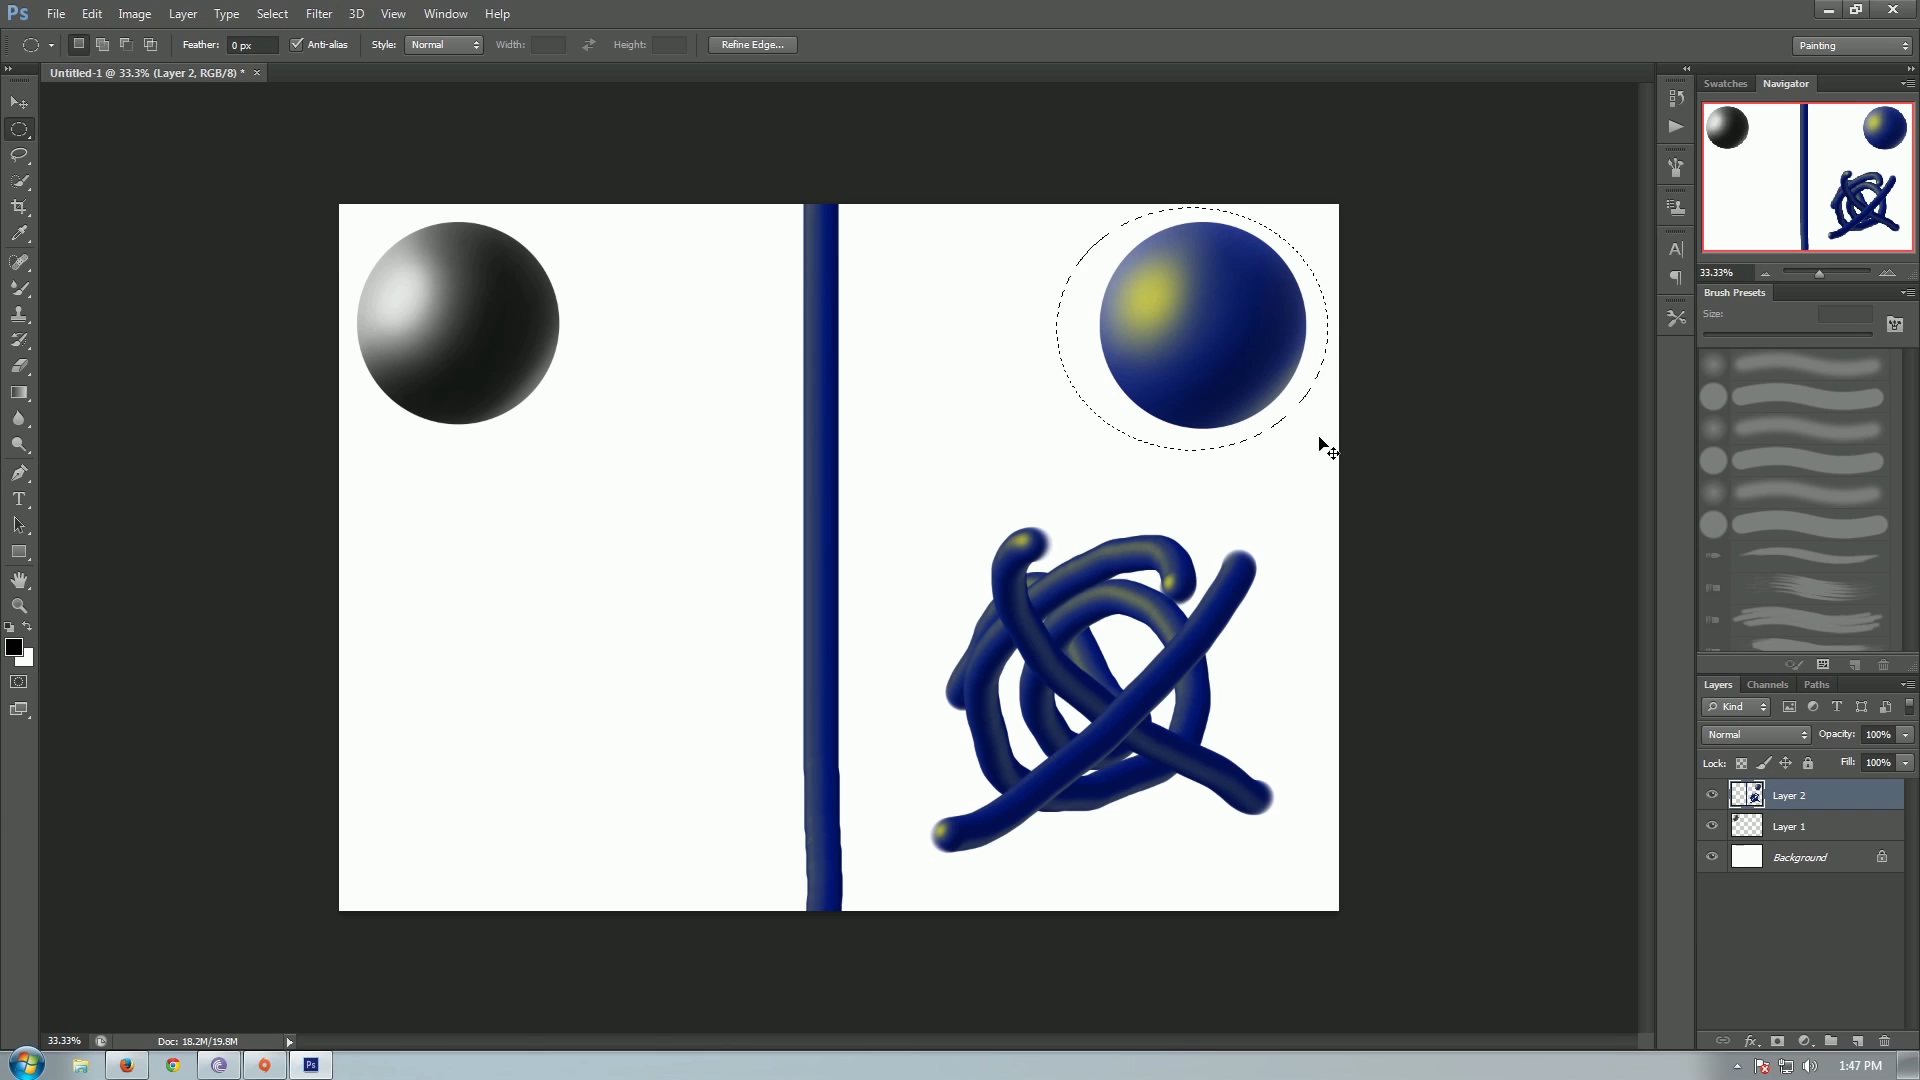 Ps File Edit Image Layer Type Select Filter 3D View Window Help
Feather: 0 px Anti-alias Style: Normal Width: Height: Refine Edge... Painting
Untitled-1 @ 33.3% (Layer 2, RGB/8) * ×
Swatches Navigator
33.33%
Brush Presets
Size:
Layers Channels Paths
Kind
Normal Opacity: 100%
Lock: Fill: 100%
Layer 2
Layer 1
Background
33.33% Doc: 18.2M/19.8M
Ps 1:47 PM